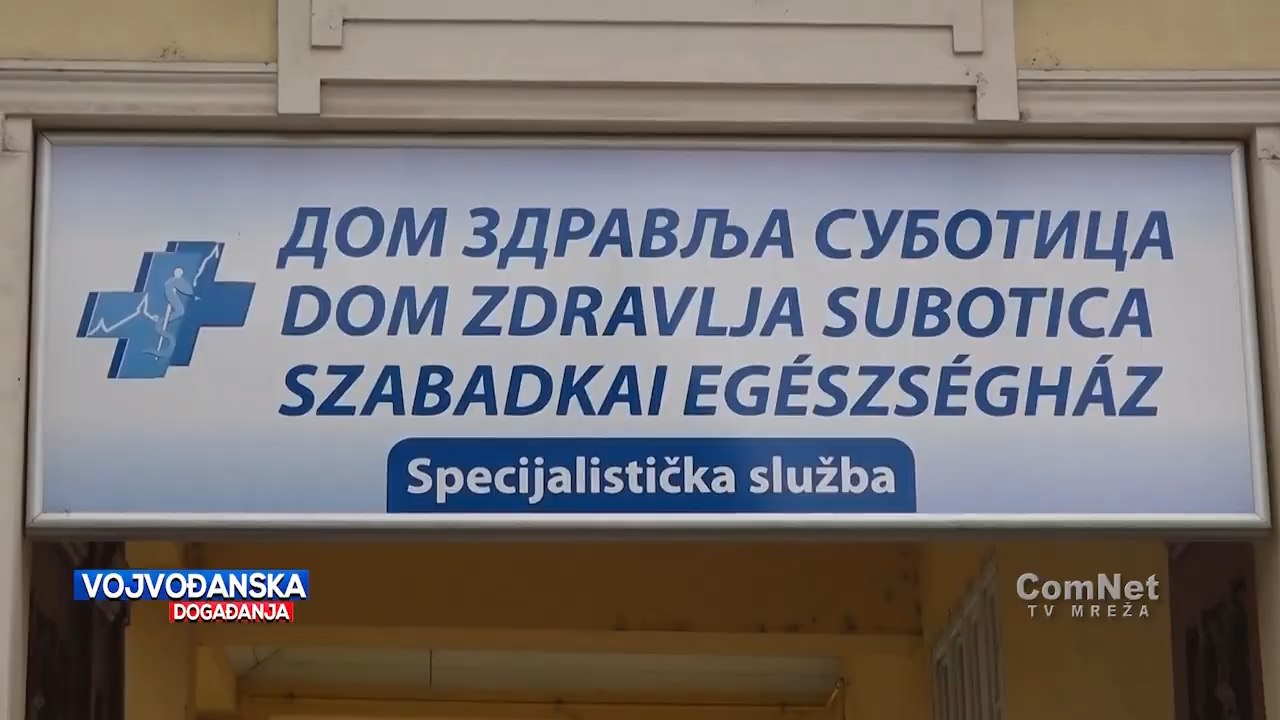 ДОМ ЗДРАВЉА СУБОТИЦА
DOM ZDRAVLJA SUBOTICA
SZABADKAI EGÉSZSÉGHÁZ
Specijalistička služba
VOJVOĐANSKA
DOGAĐANJA
ComNet
TV MREŽA